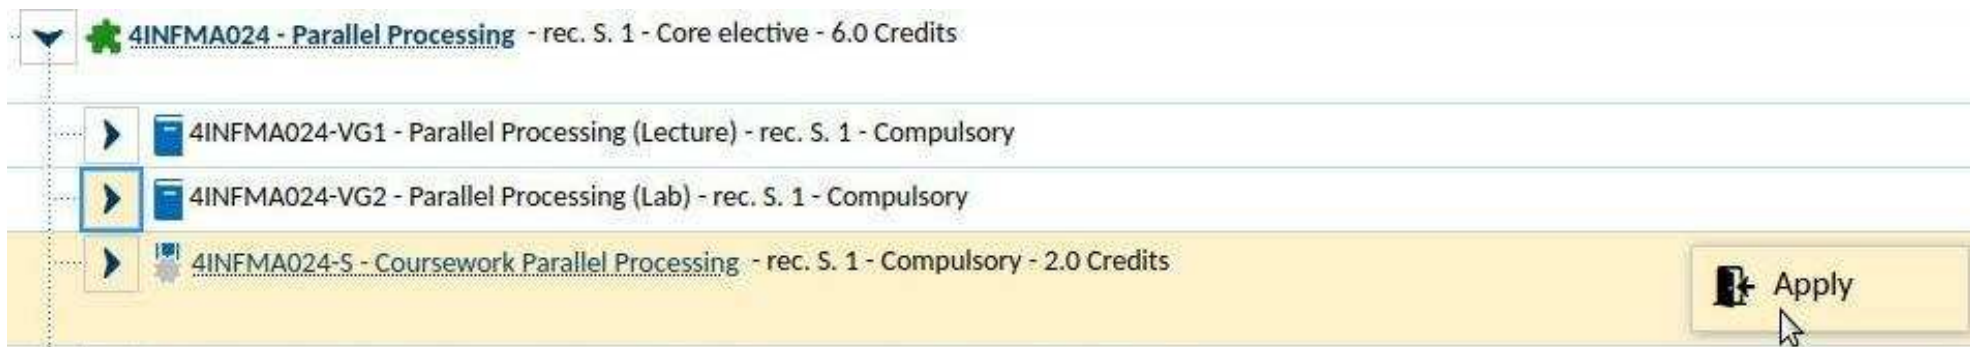 4INFMA024 - Parallel Processing - rec. S. 1 - Core elective - 6.0 Credits
4INFMA024-VG1 - Parallel Processing (Lecture) - rec. S. 1 - Compulsory
4INFMA024-VG2 - Parallel Processing (Lab) - rec. S. 1 - Compulsory
4INFMA024-S - Coursework Parallel Processing - rec. S. 1 - Compulsory - 2.0 Credits
Apply